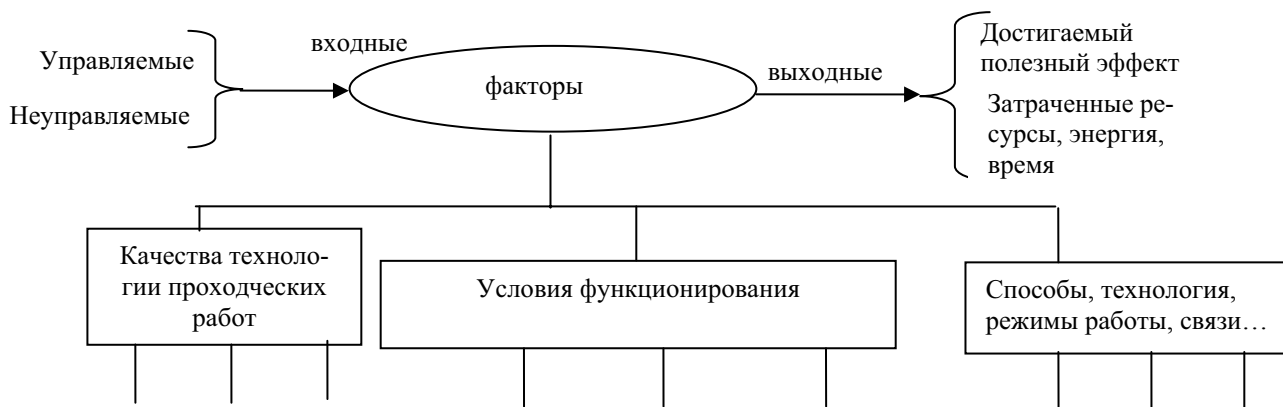 Управляемые
Неуправляемые
входные
факторы
выходные
Достигаемый
полезный эффект
Затраченные ре-
сурсы, энергия,
время
Качества техноло-
гии проходческих
работ
Условия функционирования
Способы, технология,
режимы работы, связи…